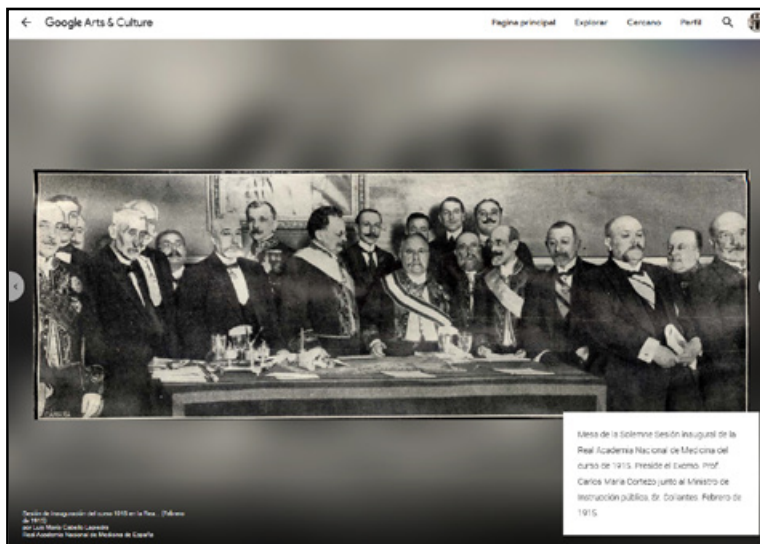 Google Arts & Culture
Pagina principal Explorar Cercano Perfil
Mesa de la Solemne Sesión inaugural de la
Real Academia Nacional de Medicina del
curso de 1915. Preside el Excmo. Prof.
Carlos María Cortezo junto al Ministro de
Instrucción pública, Sr. Collantes. Febrero de
1915.
Sesión de inauguración del curso 1915 en la Rea... (Febrero
de 1915)
por Luis María Cabello Lapiedra
Real Academia Nacional de Medicina de España